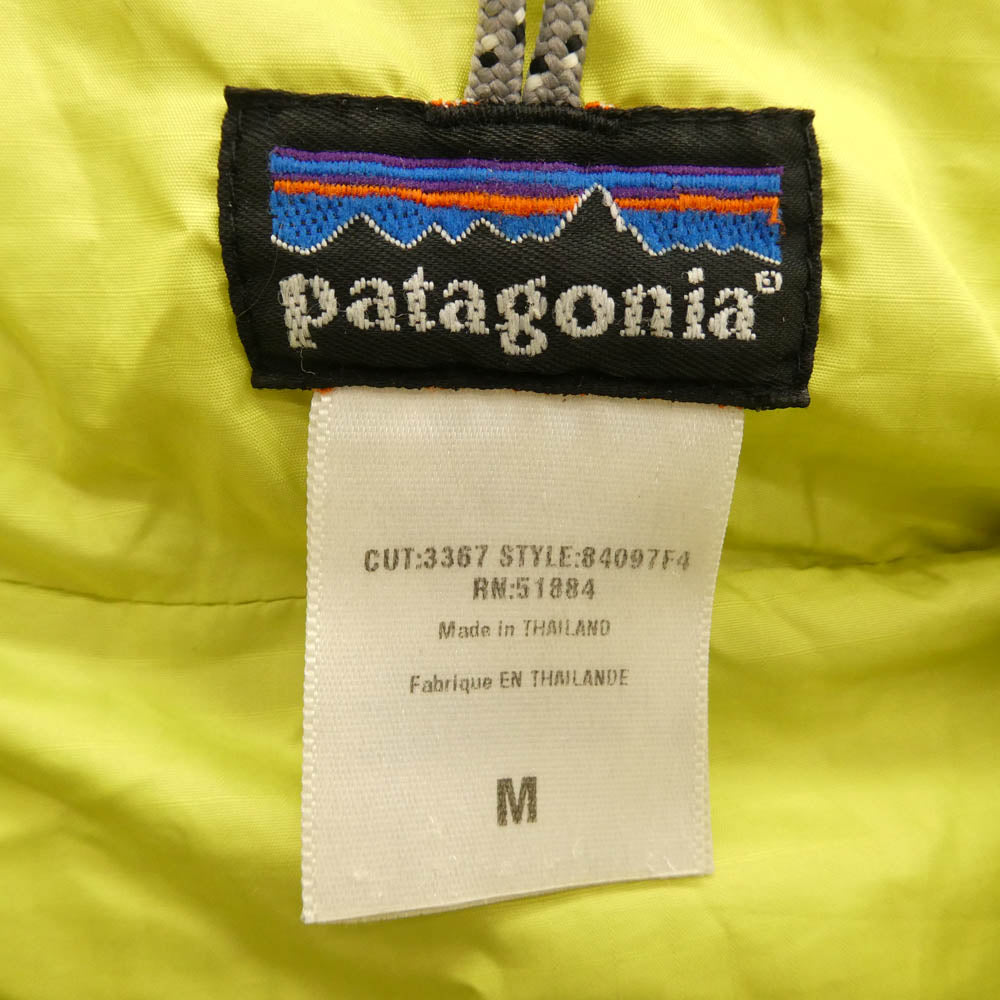 patagonia®
CUT:3367 STYLE:84097F4
RN:51884
Made in THAILAND
Fabrique EN THAILANDE
M